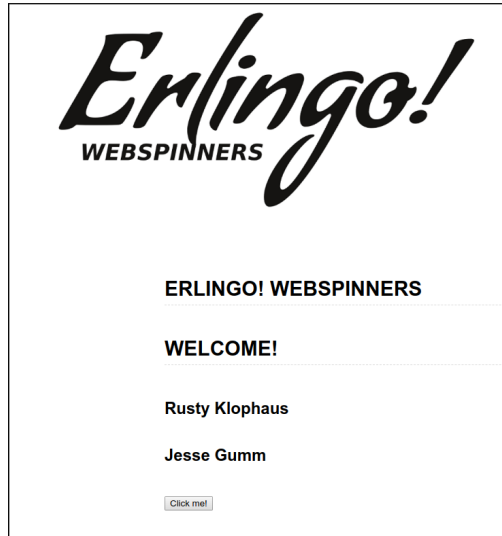 Erlingo!
WEBSPINNERS
ERLINGO! WEBSPINNERS
WELCOME!
Rusty Klophaus
Jesse Gumm
Click me!